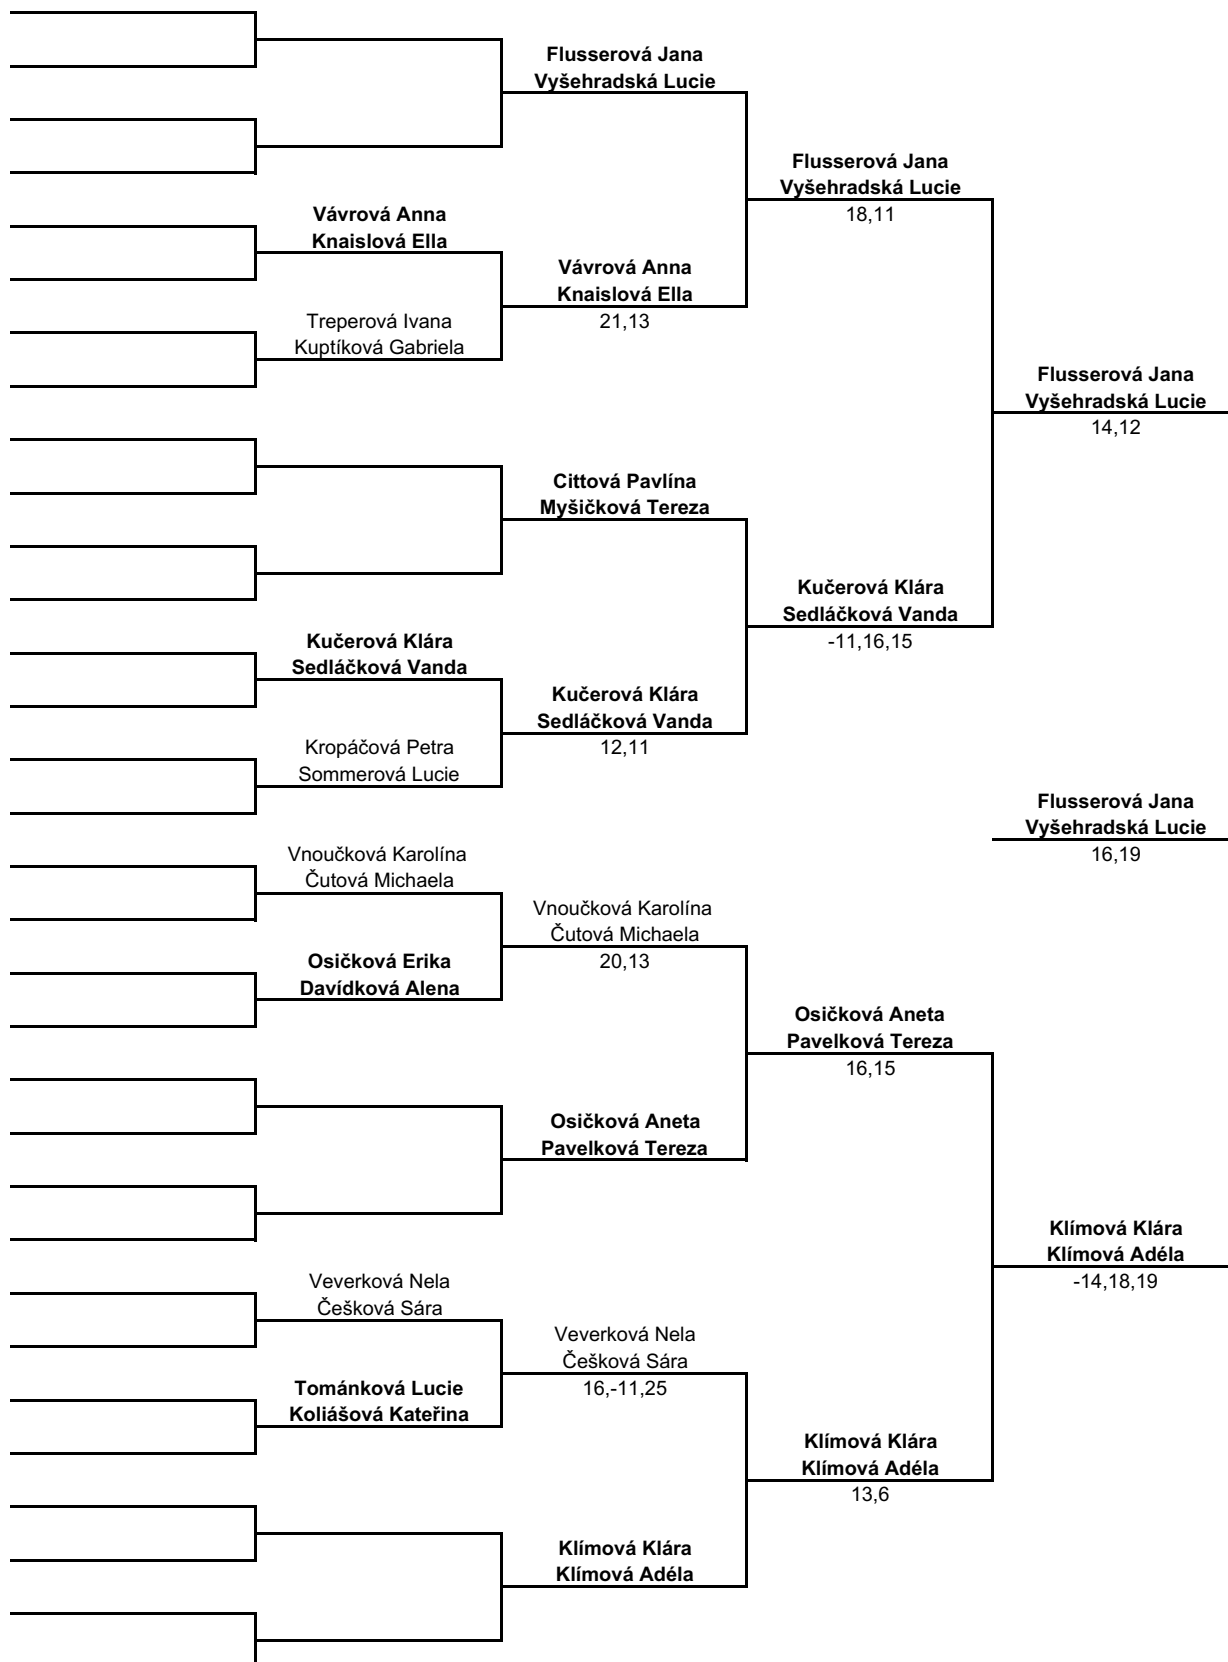 Flusserová Jana
Vyšehradská Lucie
Flusserová Jana
Vyšehradská Lucie
18,11
Vávrová Anna
Knaislová Ella
Vávrová Anna
Knaislová Ella
21,13
Treperová Ivana
Kuptíková Gabriela
Flusserová Jana
Vyšehradská Lucie
14,12
Cittová Pavlína
Myšičková Tereza
Kučerová Klára
Sedláčková Vanda
-11,16,15
Kučerová Klára
Sedláčková Vanda
Kučerová Klára
Sedláčková Vanda
12,11
Kropáčová Petra
Sommerová Lucie
Flusserová Jana
Vyšehradská Lucie
16,19
Vnoučková Karolína
Čutová Michaela
Vnoučková Karolína
Čutová Michaela
20,13
Osičková Erika
Davídková Alena
Osičková Aneta
Pavelková Tereza
16,15
Osičková Aneta
Pavelková Tereza
Klímová Klára
Klímová Adéla
-14,18,19
Veverková Nela
Češková Sára
Veverková Nela
Češková Sára
16,-11,25
Tománková Lucie
Koliášová Kateřina
Klímová Klára
Klímová Adéla
13,6
Klímová Klára
Klímová Adéla